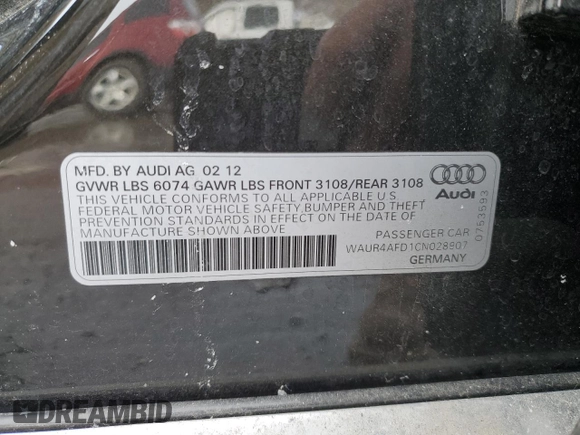 MFD. BY AUDI AG 02 12
GVWR LBS 6074 GAWR LBS FRONT 3108/REAR 3108
THIS VEHICLE CONFORMS TO ALL APPLICABLE U.S.
FEDERAL MOTOR VEHICLE SAFETY, BUMPER AND THEFT
PREVENTION STANDARDS IN EFFECT ON THE DATE OF
MANUFACTURE SHOWN ABOVE
Audi
0753593
PASSENGER CAR
WAUR4AFD1CN028907
GERMANY
DREAMBID